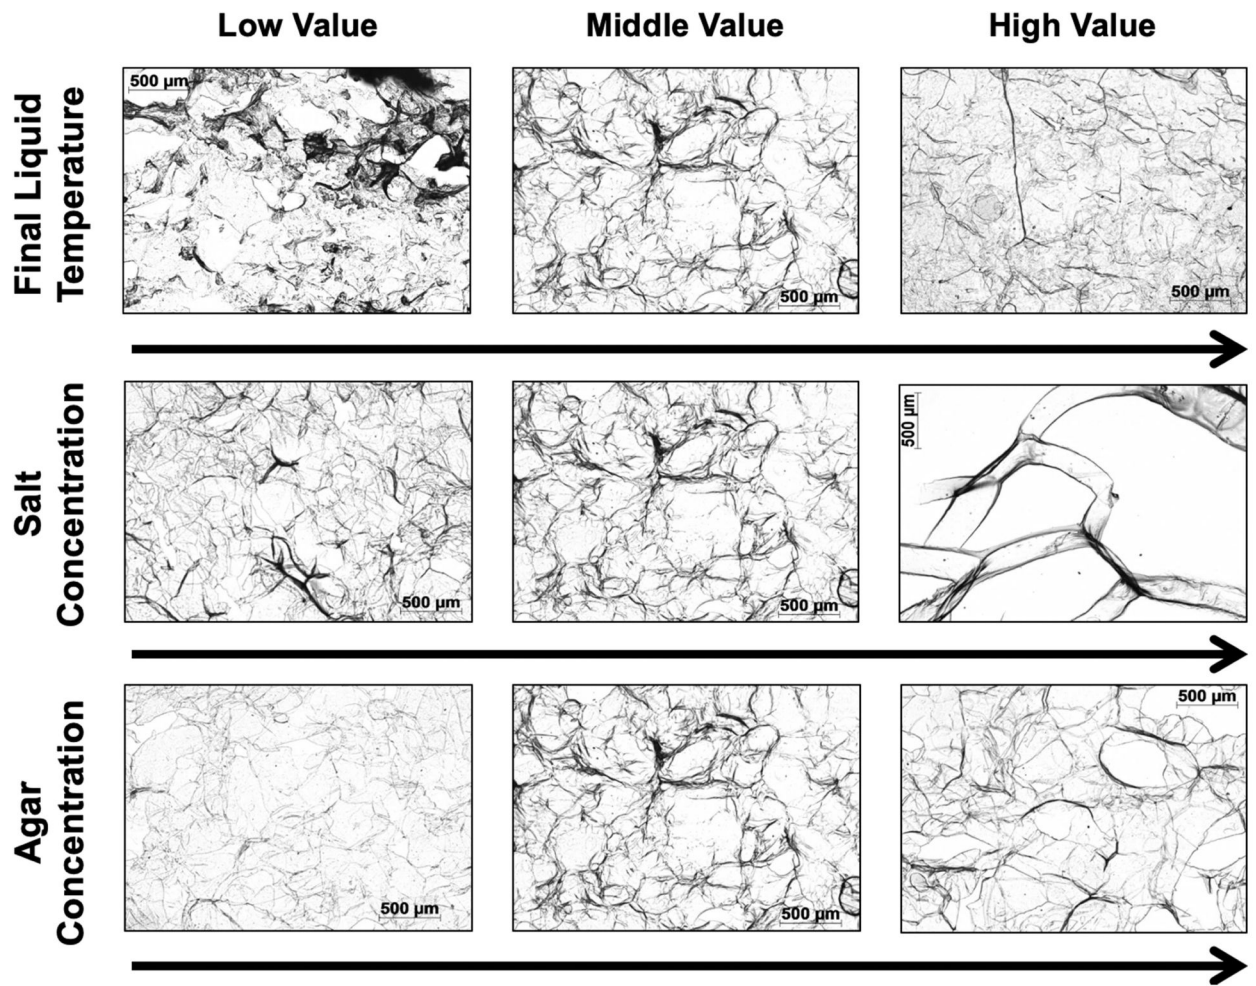 Low Value
Middle Value
High Value
Final Liquid
Temperature
500 µm
500 µm
500 µm
Salt
Concentration
500 µm
500 µm
500 µm
Agar
Concentration
500 µm
500 µm
500 µm